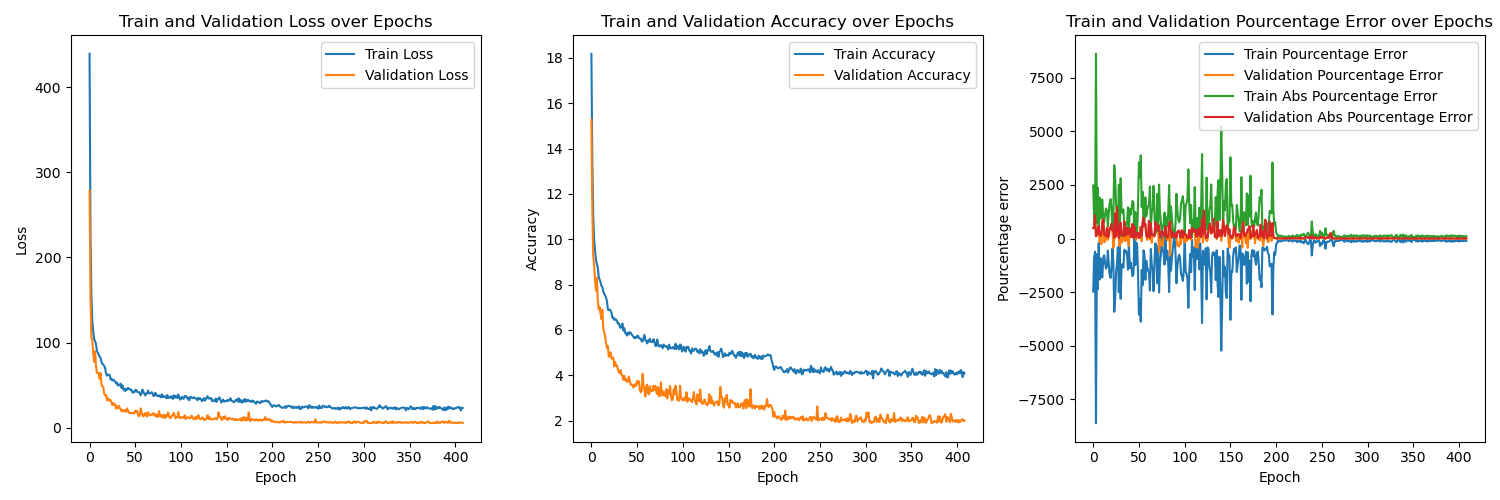 Train and Validation Loss over Epochs
Train Loss
Validation Loss
Loss
400
300
200
100
0
0 50 100 150 200 250 300 350 400
Epoch
Train and Validation Accuracy over Epochs
Train Accuracy
Validation Accuracy
Accuracy
18
16
14
12
10
8
6
4
2
0 50 100 150 200 250 300 350 400
Epoch
Train and Validation Pourcentage Error over Epochs
Train Pourcentage Error
Validation Pourcentage Error
Train Abs Pourcentage Error
Validation Abs Pourcentage Error
Pourcentage error
7500
5000
2500
0
−2500
−5000
−7500
0 50 100 150 200 250 300 350 400
Epoch